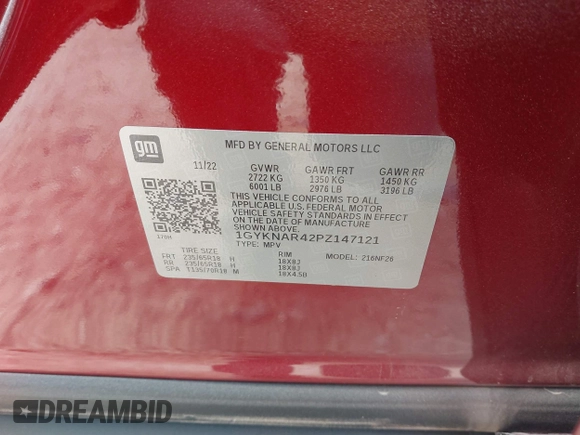 gm
MFD BY GENERAL MOTORS LLC
11/22 GVWR GAWR FRT GAWR RR
2722 KG 1350 KG 1450 KG
6001 LB 2976 LB 3196 LB
THIS VEHICLE CONFORMS TO ALL
APPLICABLE U.S. FEDERAL MOTOR
VEHICLE SAFETY STANDARDS IN EFFECT
ON THE DATE OF MANUFACTURE
SHOWN ABOVE.
1GYKNAR42PZ147121
TYPE: MPV MODEL: 216NF26
TIRE SIZE RIM
FRT 235/65R18 H 18X8J
RR 235/65R18 H 18X8J
SPA T135/70R18 M 18X4.5B
DREAMBID